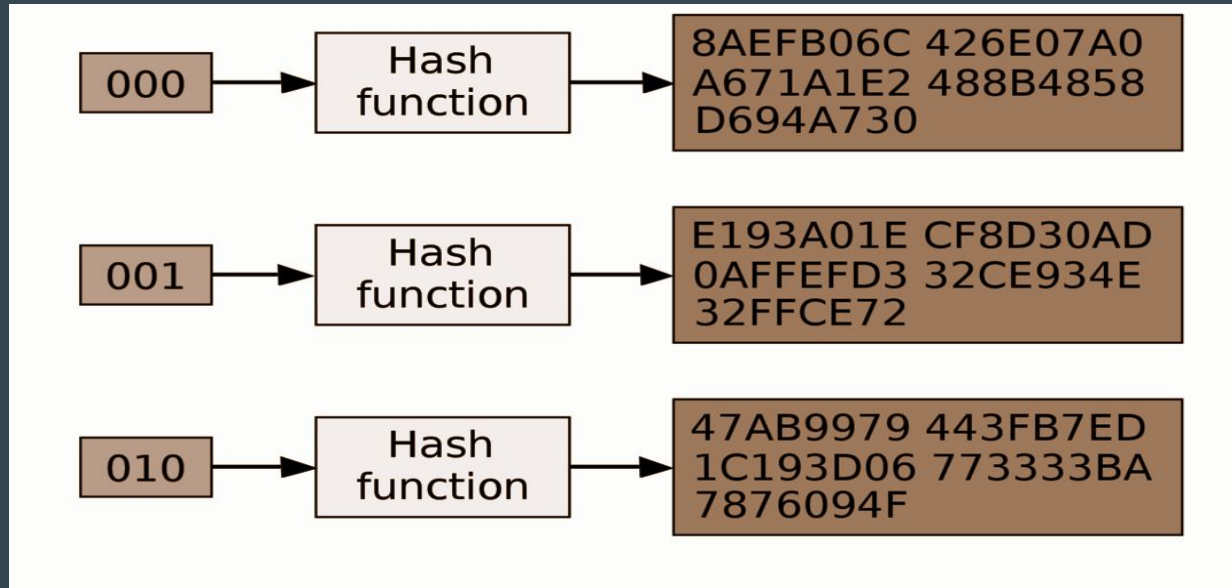 000
Hash
function
8AEFB06C 426E07A0
A671A1E2 488B4858
D694A730
001
Hash
function
E193A01E CF8D30AD
0AFFEFD3 32CE934E
32FFCE72
010
Hash
function
47AB9979 443FB7ED
1C193D06 773333BA
7876094F